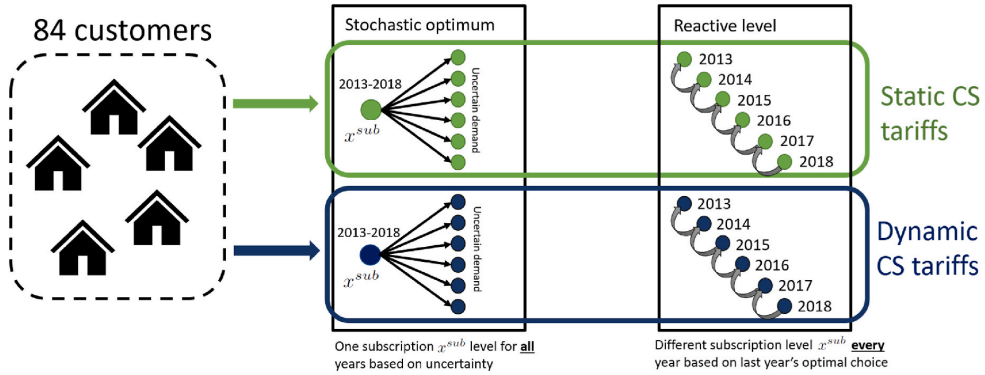 84 customers
Stochastic optimum
2013-2018
x^sub
Uncertain demand
2013-2018
x^sub
Uncertain demand
One subscription x^sub level for all
years based on uncertainty
Reactive level
2013
2014
2015
2016
2017
2018
2013
2014
2015
2016
2017
2018
Different subscription level x^sub every
year based on last year's optimal choice
Static CS
tariffs
Dynamic
CS tariffs